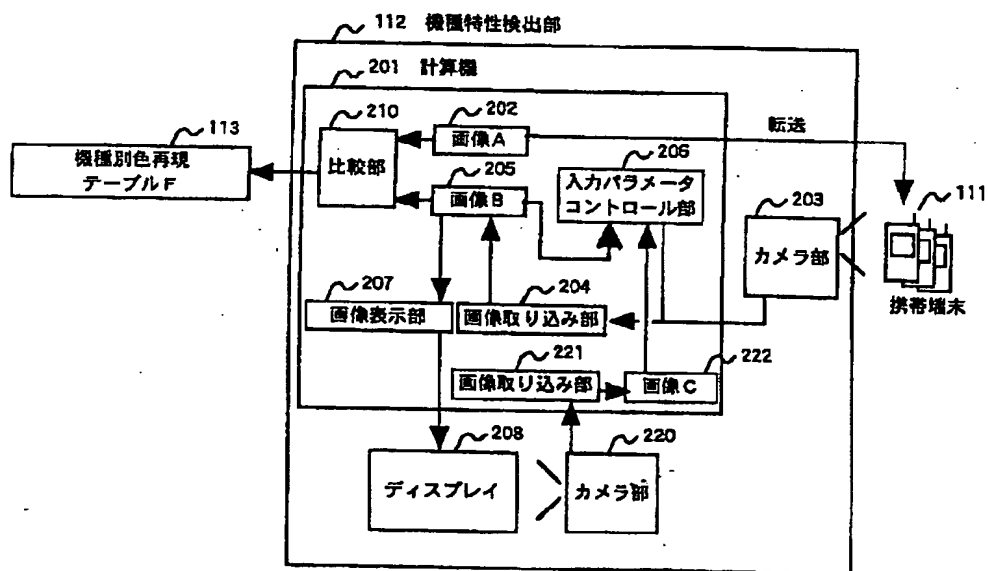 112 機種特性検出部
201 計算機
210
202
画像A
転送
113
機種別色再現
テーブルF
比較部
205
画像B
206
入力パラメータ
コントロール部
203
カメラ部
111
携帯端末
207
画像表示部
204
画像取り込み部
221
画像取り込み部
222
画像C
208
ディスプレイ
220
カメラ部